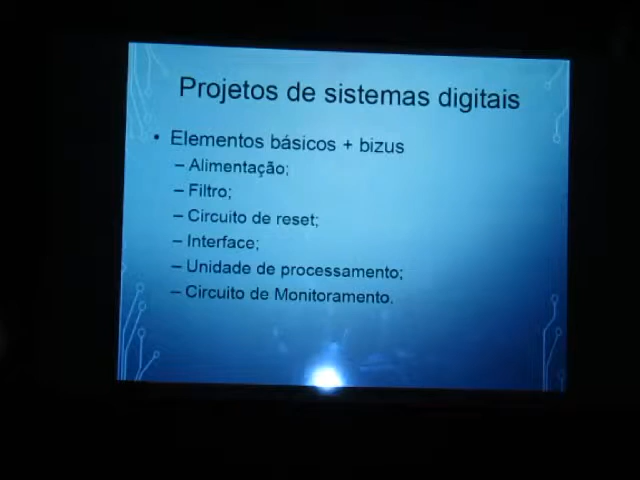 Projetos de sistemas digitais
• Elementos básicos + bizus
– Alimentação;
– Filtro;
– Circuito de reset;
– Interface;
– Unidade de processamento;
– Circuito de Monitoramento.